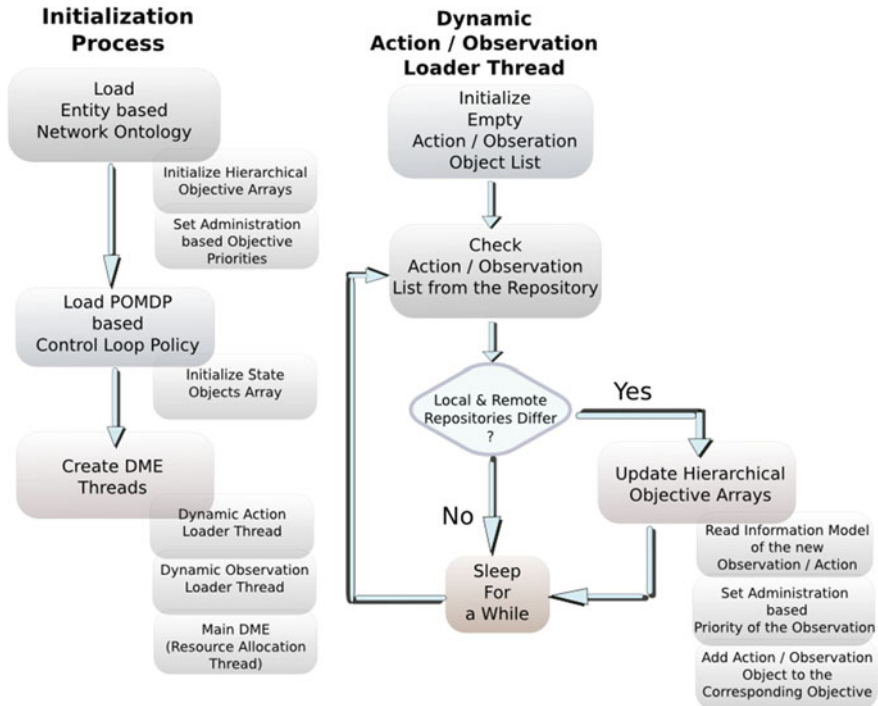 Initialization
Process
Load
Entity based
Network Ontology
Initialize Hierarchical
Objective Arrays
Set Administration
based Objective
Priorities
Load POMDP
based
Control Loop Policy
Initialize State
Objects Array
Create DME
Threads
Dynamic Action
Loader Thread
Dynamic Observation
Loader Thread
Main DME
(Resource Allocation
Thread)
Dynamic
Action / Observation
Loader Thread
Initialize
Empty
Action / Obseration
Object List
Check
Action / Observation
List from the Repository
Local & Remote
Repositories Differ
?
Yes
No
Update Hierarchical
Objective Arrays
Read Information Model
of the new
Observation / Action
Set Administration
based
Priority of the Observation
Add Action / Observation
Object to the
Corresponding Objective
Sleep
For
a While